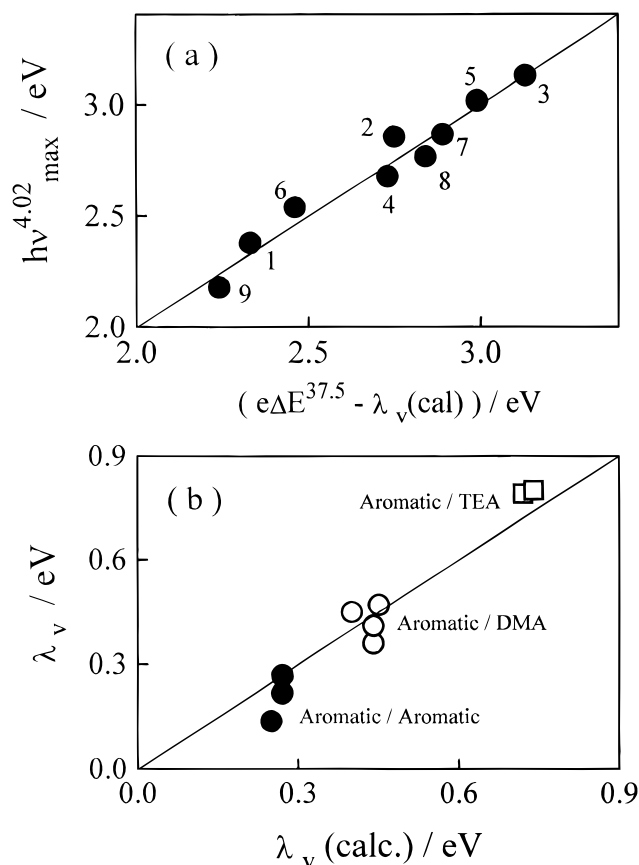 ( a )
hν^4.02 max / eV
3.0
2.5
2.0
5
3
2
7
8
4
6
1
9
2.0 2.5 3.0
( eΔE^37.5 - λ_v(cal) ) / eV
( b )
λ_v / eV
0.9
0.6
0.3
0.0
Aromatic / TEA
Aromatic / DMA
Aromatic / Aromatic
0.0 0.3 0.6 0.9
λ_v (calc.) / eV